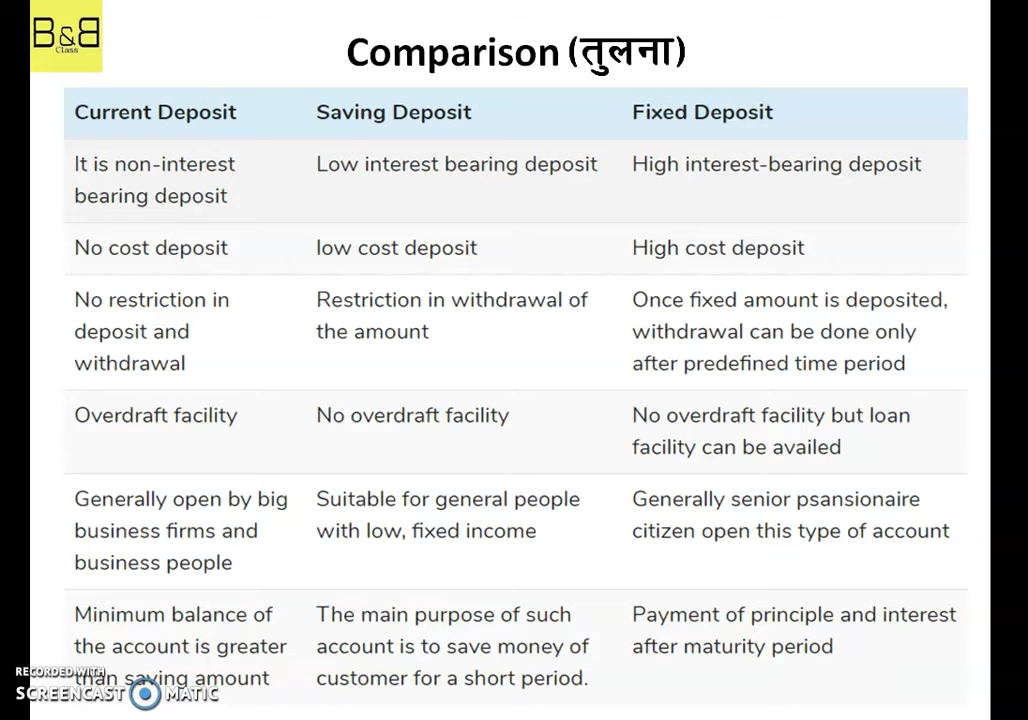 B&B
Class
Comparison (तुलना)
Current Deposit Saving Deposit Fixed Deposit
It is non-interest
bearing deposit
Low interest bearing deposit
High interest-bearing deposit
No cost deposit
low cost deposit
High cost deposit
No restriction in
deposit and
withdrawal
Restriction in withdrawal of
the amount
Once fixed amount is deposited,
withdrawal can be done only
after predefined time period
Overdraft facility
No overdraft facility
No overdraft facility but loan
facility can be availed
Generally open by big
business firms and
business people
Suitable for general people
with low, fixed income
Generally senior psansionaire
citizen open this type of account
Minimum balance of
the account is greater
than saving amount
The main purpose of such
account is to save money of
customer for a short period.
Payment of principle and interest
after maturity period
RECORDED WITH
SCREENCAST MATIC